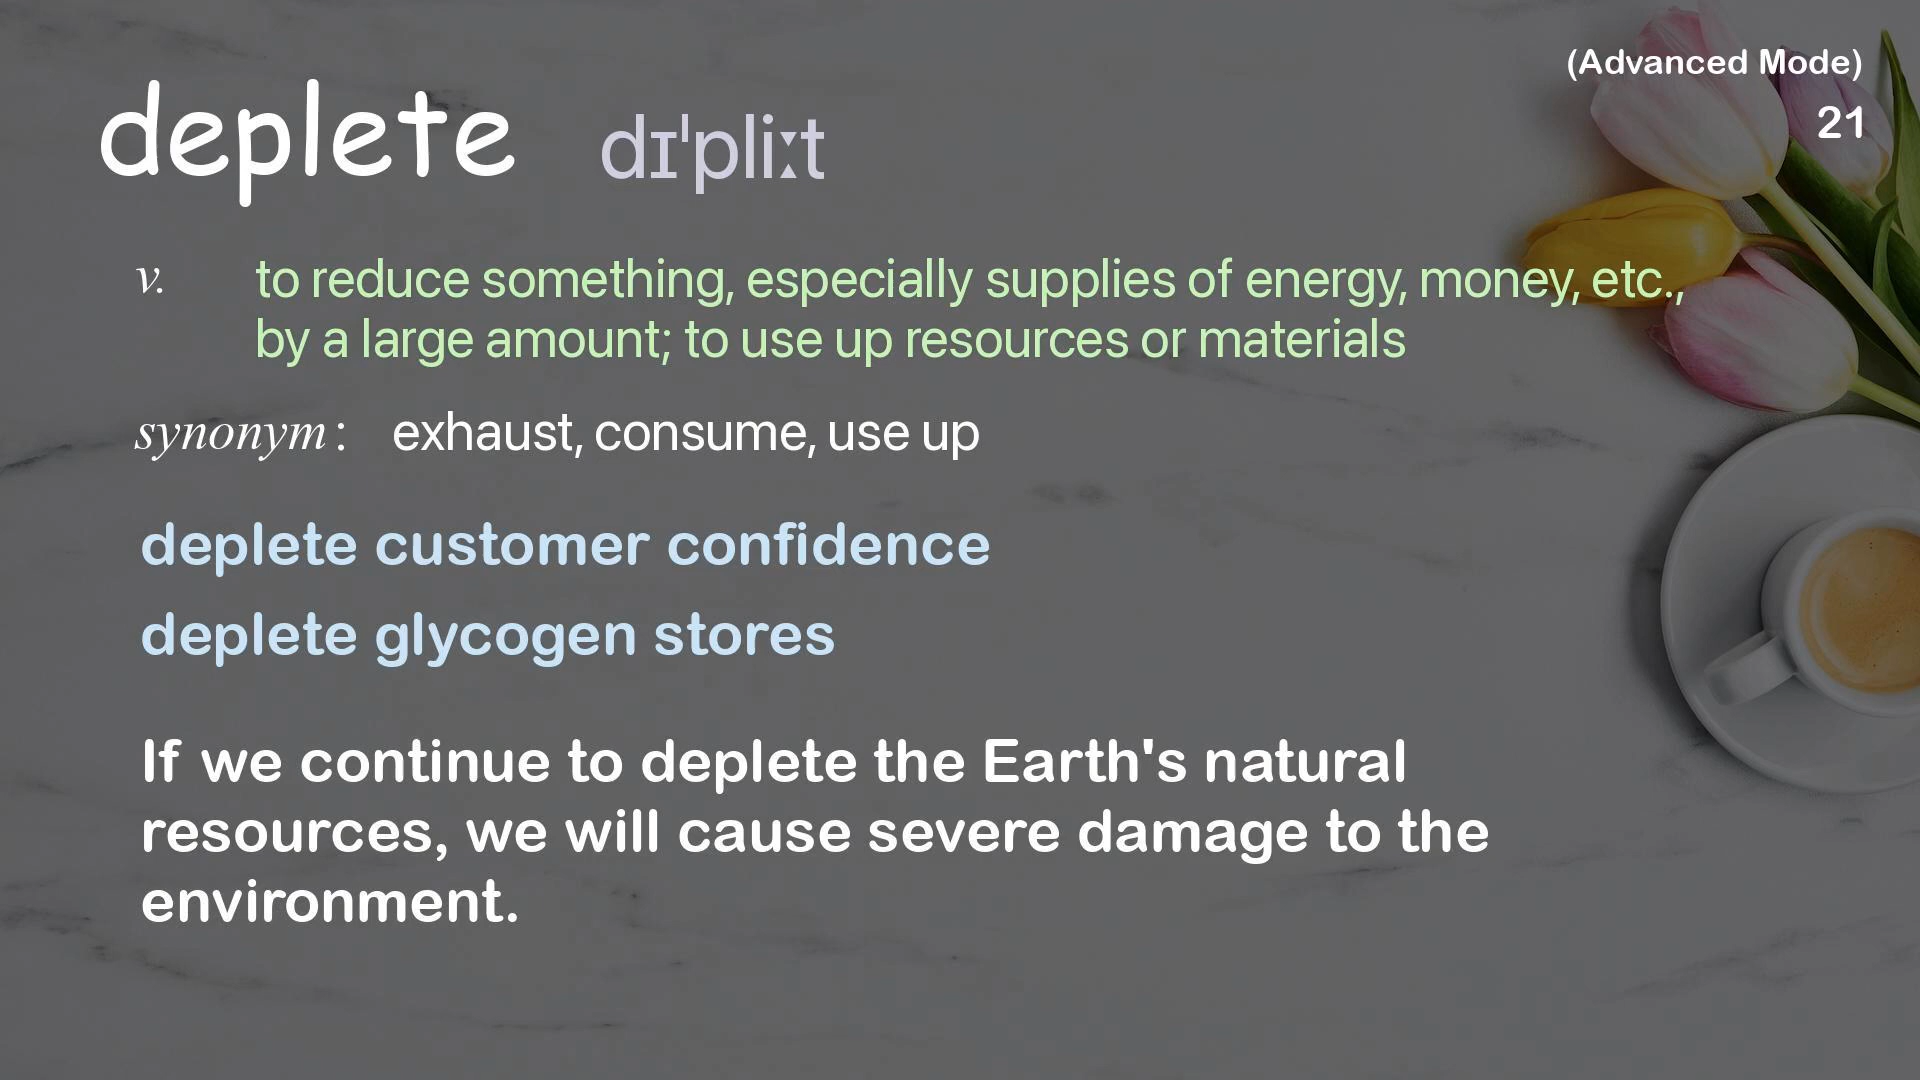 (Advanced Mode)
21
deplete dɪˈpliːt
v. to reduce something, especially supplies of energy, money, etc.,
by a large amount; to use up resources or materials
synonym: exhaust, consume, use up
deplete customer confidence
deplete glycogen stores
If we continue to deplete the Earth's natural
resources, we will cause severe damage to the
environment.